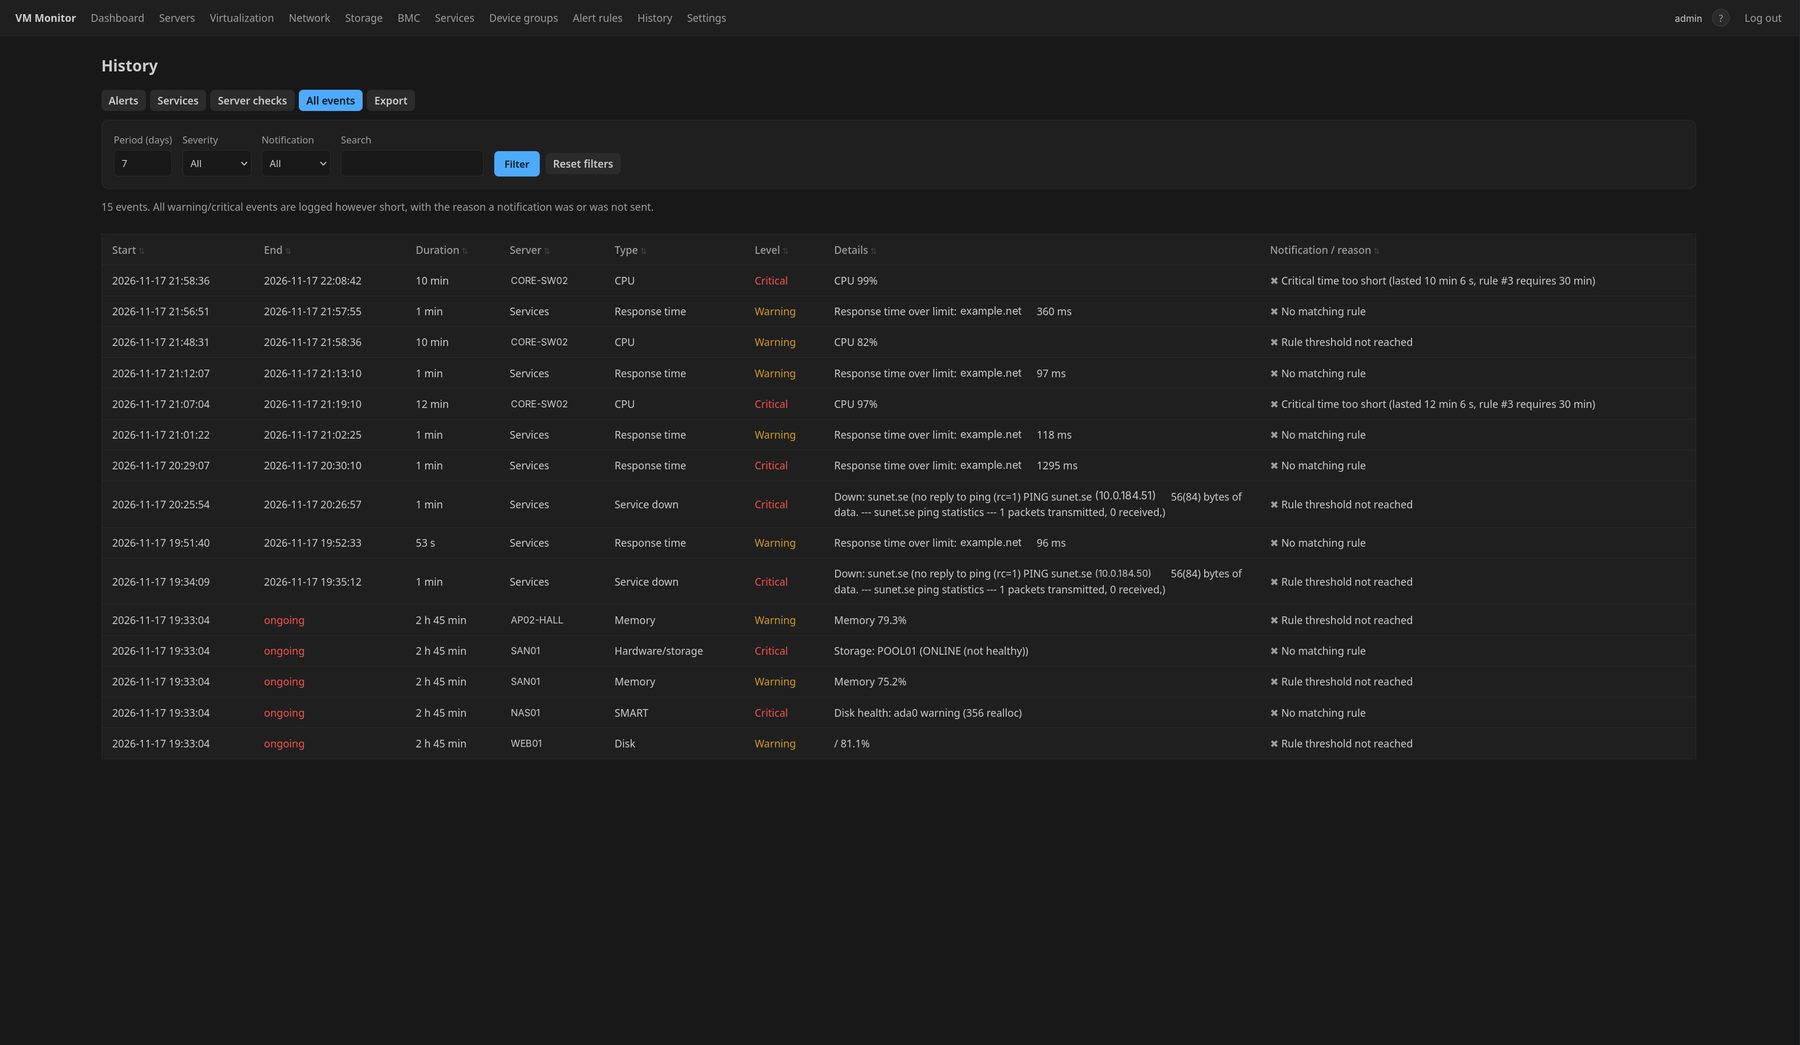 VM Monitor Dashboard Servers Virtualization Network Storage BMC Services Device groups Alert rules History Settings admin ? Log out
History
Alerts Services Server checks All events Export
Period (days) Severity Notification Search
7 All All Filter Reset filters
15 events. All warning/critical events are logged however short, with the reason a notification was or was not sent.
Start End Duration Server Type Level Details Notification / reason
2026-11-17 21:58:36 2026-11-17 22:08:42 10 min CORE-SW02 CPU Critical CPU 99% ✖ Critical time too short (lasted 10 min 6 s, rule #3 requires 30 min)
2026-11-17 21:56:51 2026-11-17 21:57:55 1 min Services Response time Warning Response time over limit: example.net 360 ms ✖ No matching rule
2026-11-17 21:48:31 2026-11-17 21:58:36 10 min CORE-SW02 CPU Warning CPU 82% ✖ Rule threshold not reached
2026-11-17 21:12:07 2026-11-17 21:13:10 1 min Services Response time Warning Response time over limit: example.net 97 ms ✖ No matching rule
2026-11-17 21:07:04 2026-11-17 21:19:10 12 min CORE-SW02 CPU Critical CPU 97% ✖ Critical time too short (lasted 12 min 6 s, rule #3 requires 30 min)
2026-11-17 21:01:22 2026-11-17 21:02:25 1 min Services Response time Warning Response time over limit: example.net 118 ms ✖ No matching rule
2026-11-17 20:29:07 2026-11-17 20:30:10 1 min Services Response time Critical Response time over limit: example.net 1295 ms ✖ No matching rule
2026-11-17 20:25:54 2026-11-17 20:26:57 1 min Services Service down Critical Down: sunet.se (no reply to ping (rc=1) PING sunet.se (10.0.184.51) 56(84) bytes of ✖ Rule threshold not reached
data. --- sunet.se ping statistics --- 1 packets transmitted, 0 received,)
2026-11-17 19:51:40 2026-11-17 19:52:33 53 s Services Response time Warning Response time over limit: example.net 96 ms ✖ No matching rule
2026-11-17 19:34:09 2026-11-17 19:35:12 1 min Services Service down Critical Down: sunet.se (no reply to ping (rc=1) PING sunet.se (10.0.184.50) 56(84) bytes of ✖ Rule threshold not reached
data. --- sunet.se ping statistics --- 1 packets transmitted, 0 received,)
2026-11-17 19:33:04 ongoing 2 h 45 min AP02-HALL Memory Warning Memory 79.3% ✖ Rule threshold not reached
2026-11-17 19:33:04 ongoing 2 h 45 min SAN01 Hardware/storage Critical Storage: POOL01 (ONLINE (not healthy)) ✖ No matching rule
2026-11-17 19:33:04 ongoing 2 h 45 min SAN01 Memory Warning Memory 75.2% ✖ Rule threshold not reached
2026-11-17 19:33:04 ongoing 2 h 45 min NAS01 SMART Critical Disk health: ada0 warning (356 realloc) ✖ No matching rule
2026-11-17 19:33:04 ongoing 2 h 45 min WEB01 Disk Warning / 81.1% ✖ Rule threshold not reached